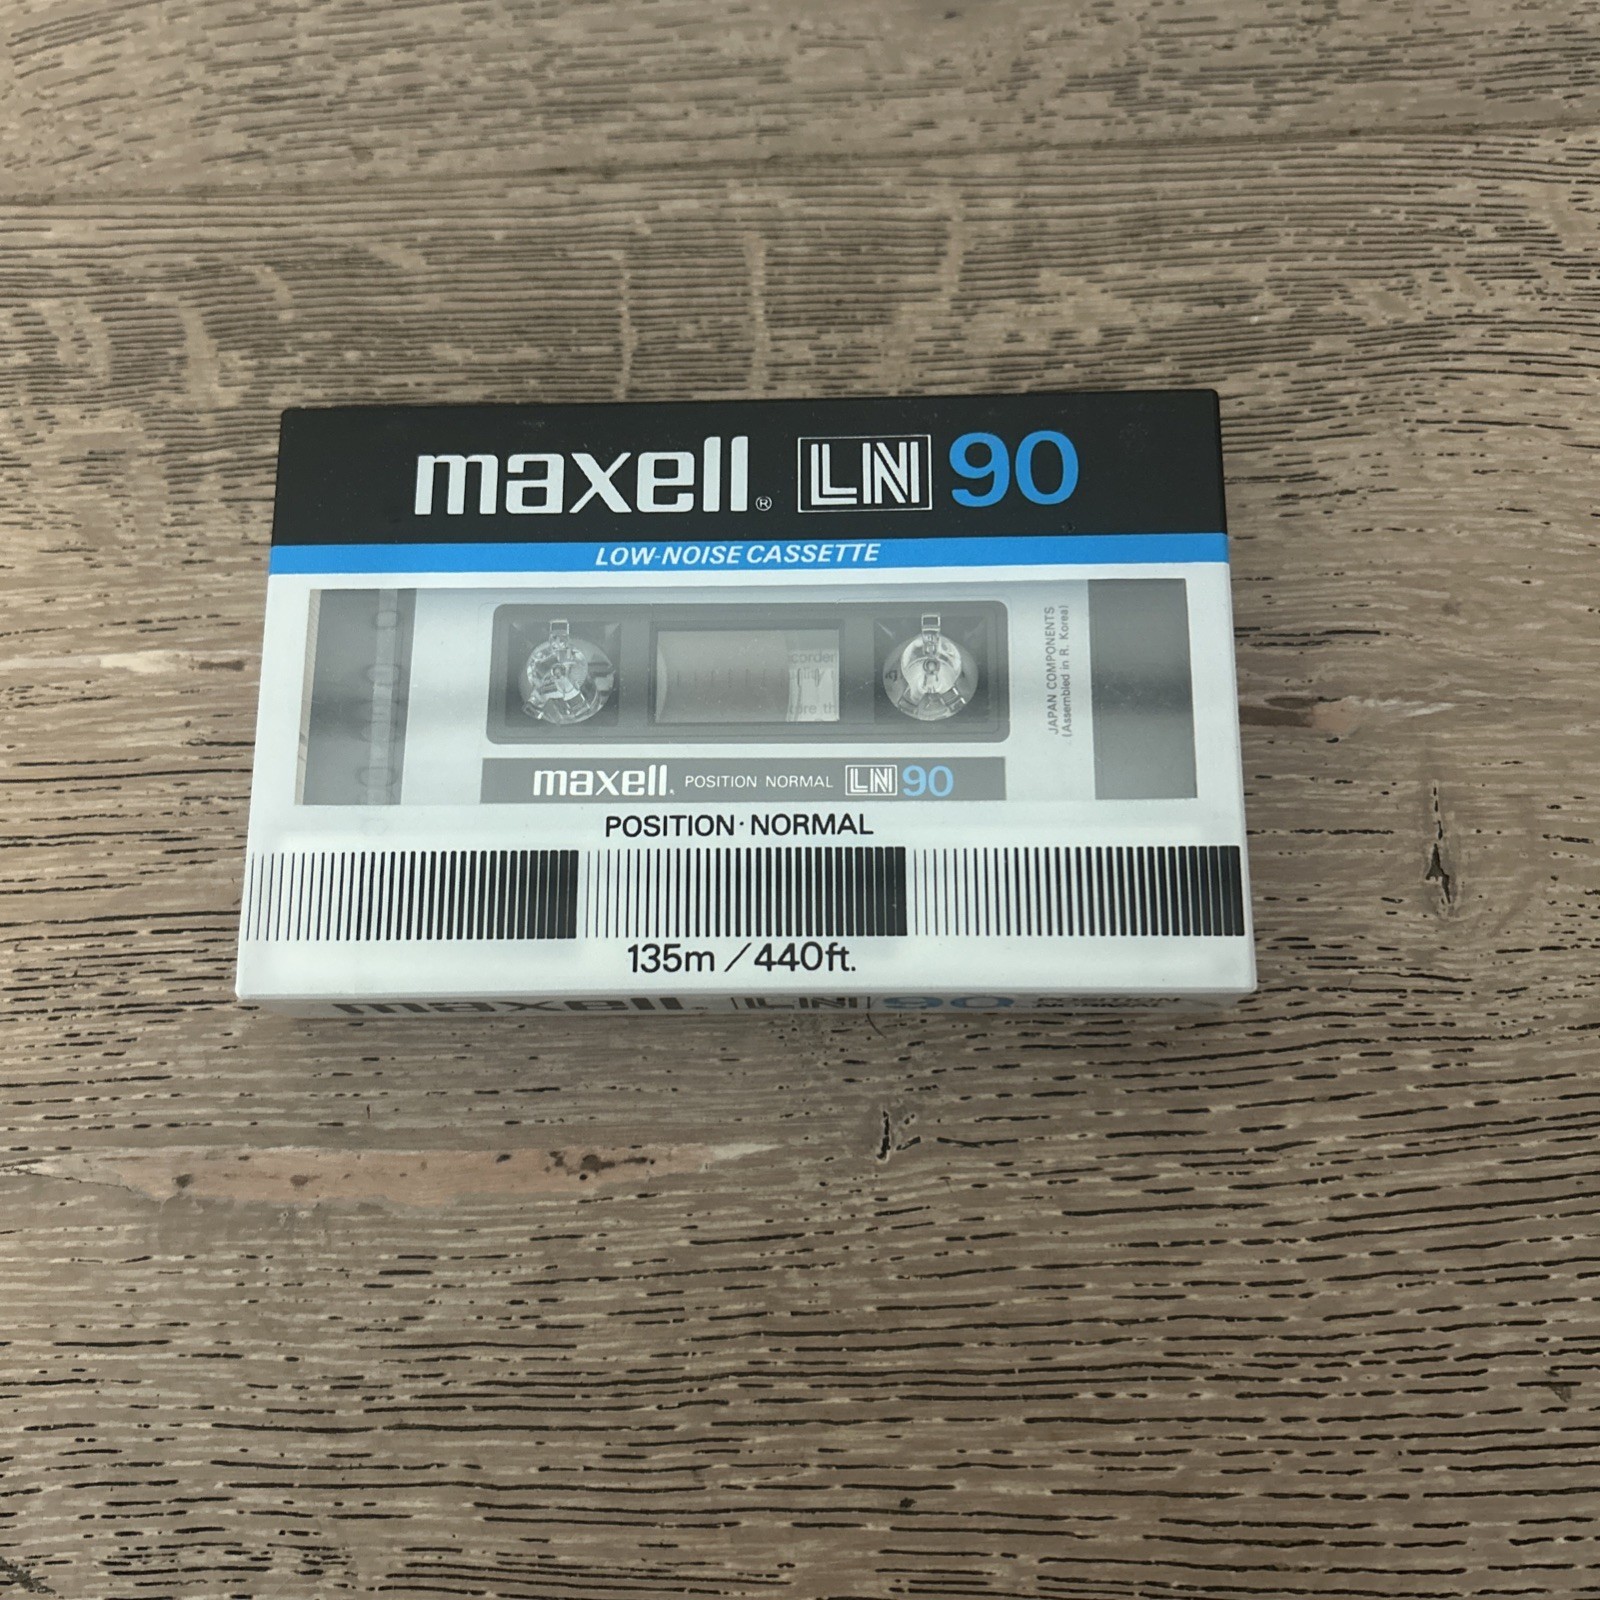 maxell® LN 90
LOW-NOISE CASSETTE
JAPAN COMPONENTS
(Assembled in R. Korea)
maxell. POSITION NORMAL LN 90
POSITION·NORMAL
135m/440ft.
maxell. LN 90 POSITION